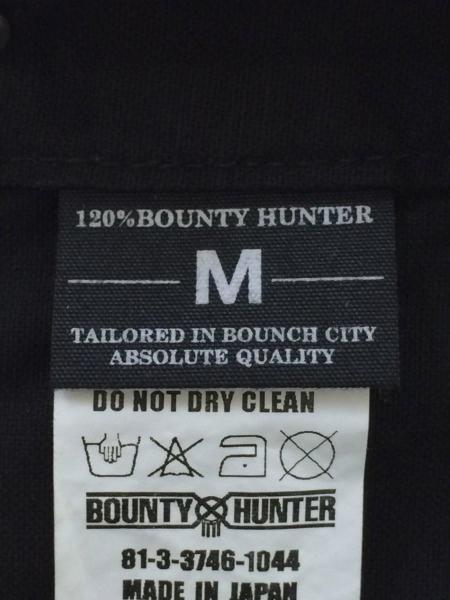 120%BOUNTY HUNTER
M
TAILORED IN BOUNCH CITY
ABSOLUTE QUALITY
DO NOT DRY CLEAN
BOUNTY HUNTER
81-3-3746-1044
MADE IN JAPAN